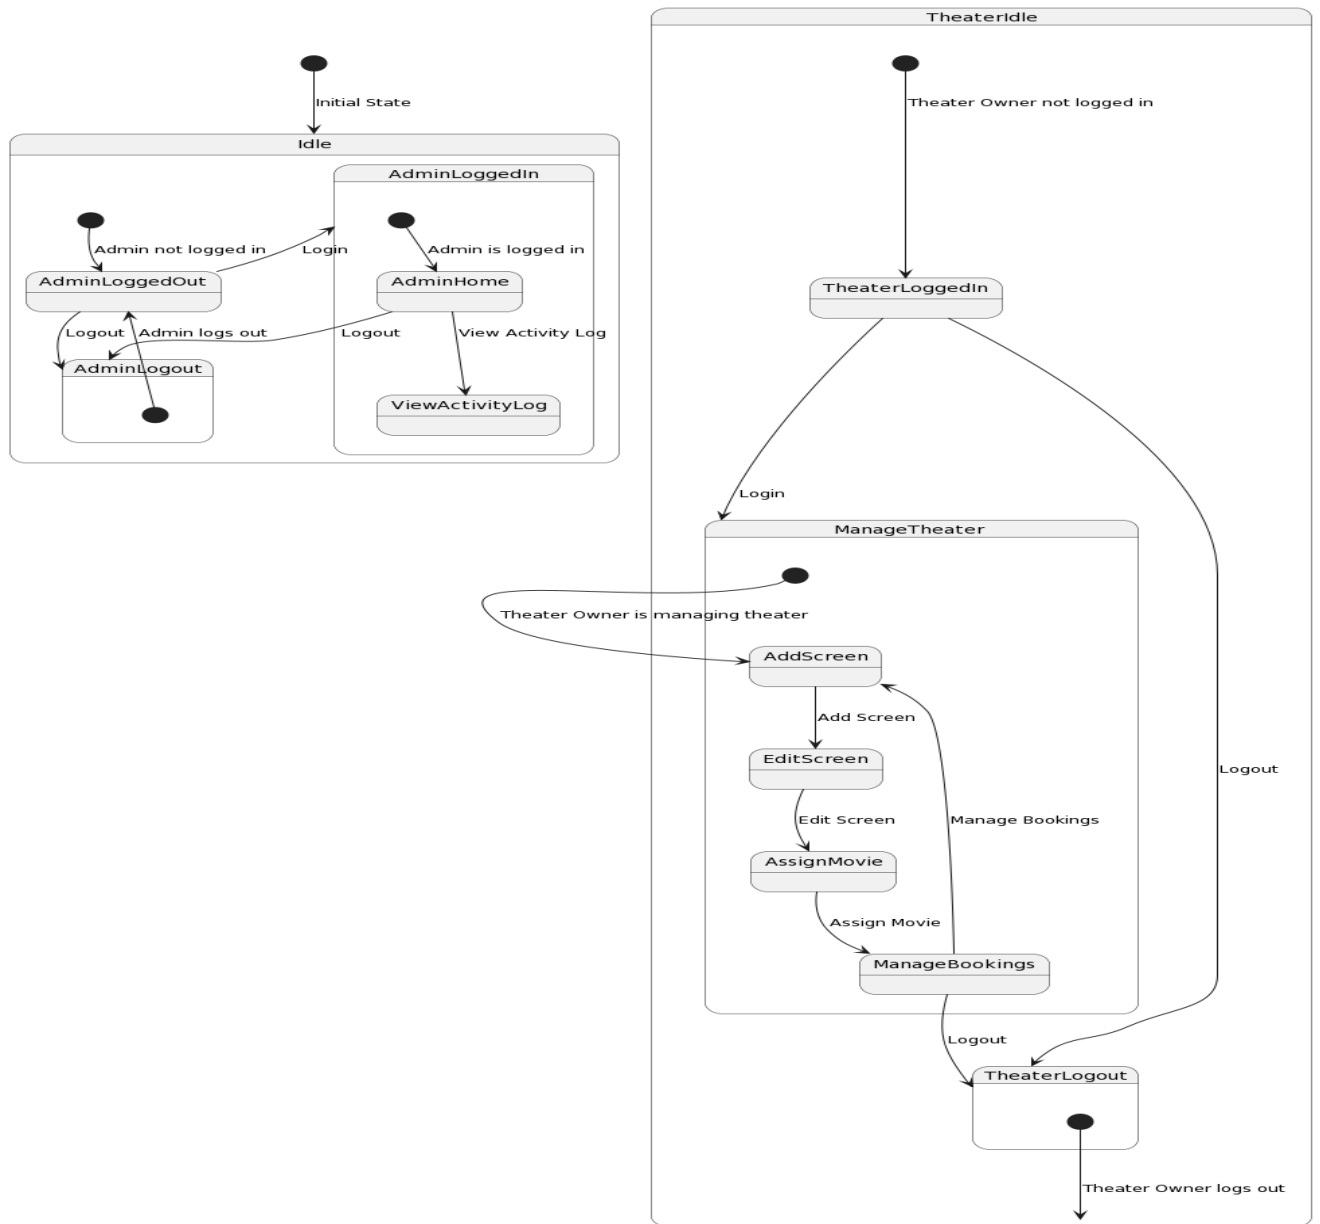 TheaterIdle
Initial State
Theater Owner not logged in
Idle
AdminLoggedIn
Admin not logged in
Login
Admin is logged in
AdminLoggedOut
AdminHome
TheaterLoggedIn
Logout
Admin logs out
Logout
View Activity Log
AdminLogout
ViewActivityLog
Login
ManageTheater
Theater Owner is managing theater
AddScreen
Add Screen
EditScreen
Logout
Edit Screen
Manage Bookings
AssignMovie
Assign Movie
ManageBookings
Logout
TheaterLogout
Theater Owner logs out